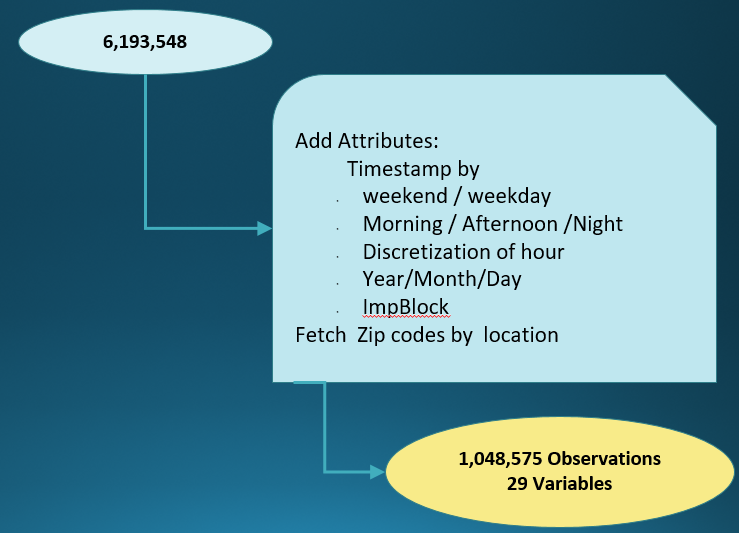 6,193,548
Add Attributes:
Timestamp by
. weekend / weekday
. Morning / Afternoon /Night
. Discretization of hour
. Year/Month/Day
. ImpBlock
Fetch  Zip codes by  location
1,048,575 Observations
29 Variables